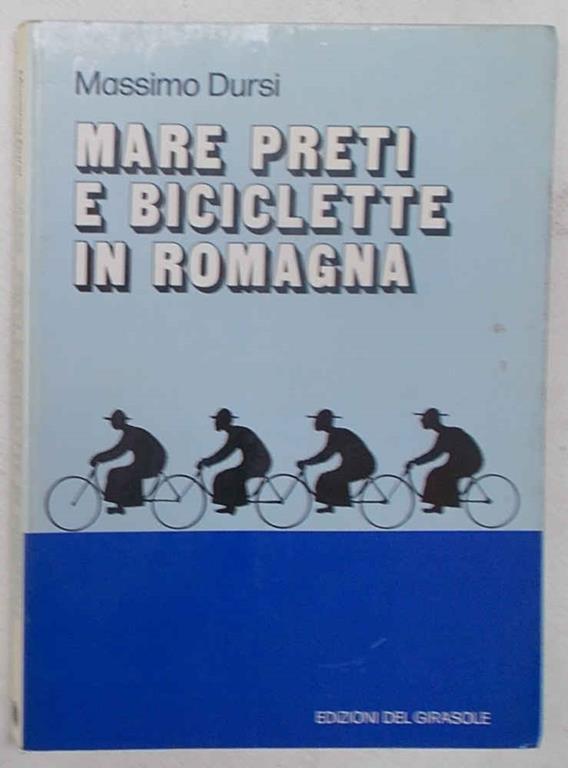 Massimo Dursi
MARE PRETI
E BICICLETTE
IN ROMAGNA
EDIZIONI DEL GIRASOLE